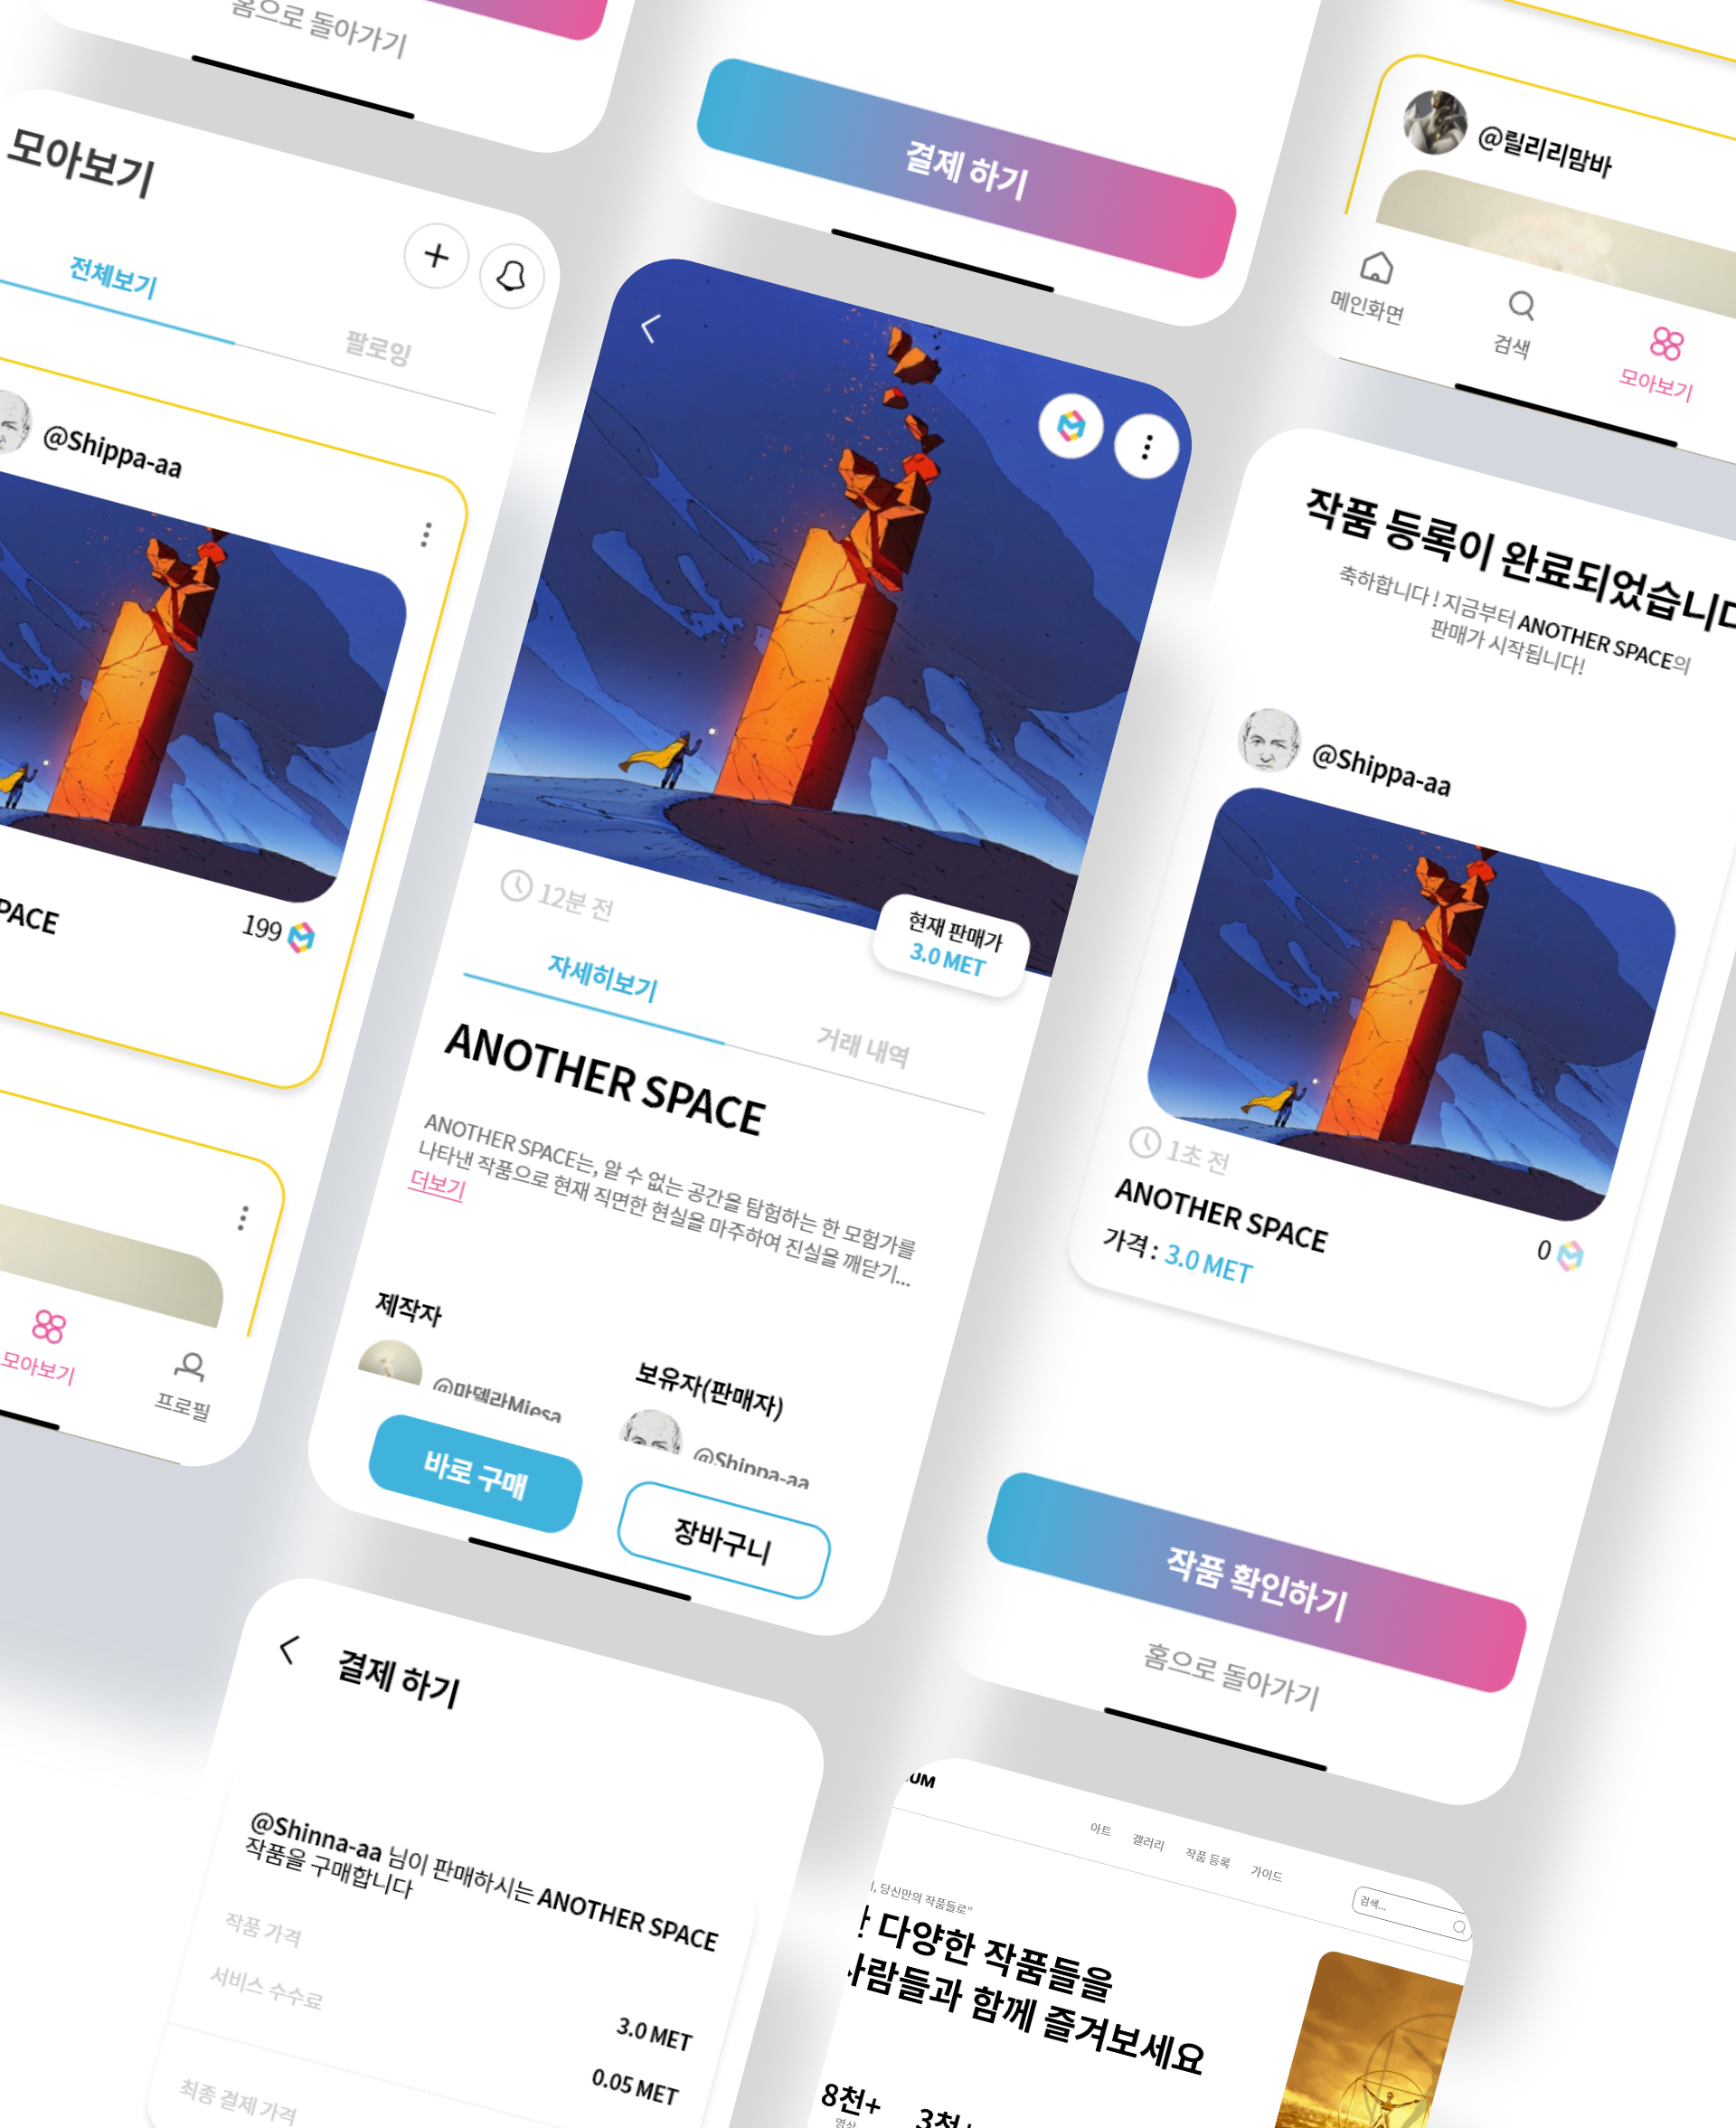 홈으로 돌아가기
결제 하기
@릴리리맘바
메인화면
검색
모아보기
모아보기
전체보기
팔로잉
@Shippa-aa
199
모아보기
프로필
12분 전
현재 판매가
3.0 MET
자세히보기
거래 내역
ANOTHER SPACE
ANOTHER SPACE는, 알 수 없는 공간을 탐험하는 한 모험가를
나타낸 작품으로 현재 직면한 현실을 마주하여 진실을 깨닫기...
더보기
제작자
@마델라Miesa
보유자(판매자)
@Shippa-aa
바로 구매
장바구니
작품 등록이 완료되었습니다
축하합니다 ! 지금부터 ANOTHER SPACE의
판매가 시작됩니다!
@Shippa-aa
1초 전
ANOTHER SPACE
0
가격 : 3.0 MET
작품 확인하기
홈으로 돌아가기
결제 하기
@Shinna-aa 님이 판매하시는 ANOTHER SPACE
작품을 구매합니다
작품 가격
3.0 MET
서비스 수수료
0.05 MET
최종 결제 가격
아트
갤러리
작품 등록
가이드
검색...
당신만의 작품들로"
다양한 작품들을
사람들과 함께 즐겨보세요
8천+
3천+